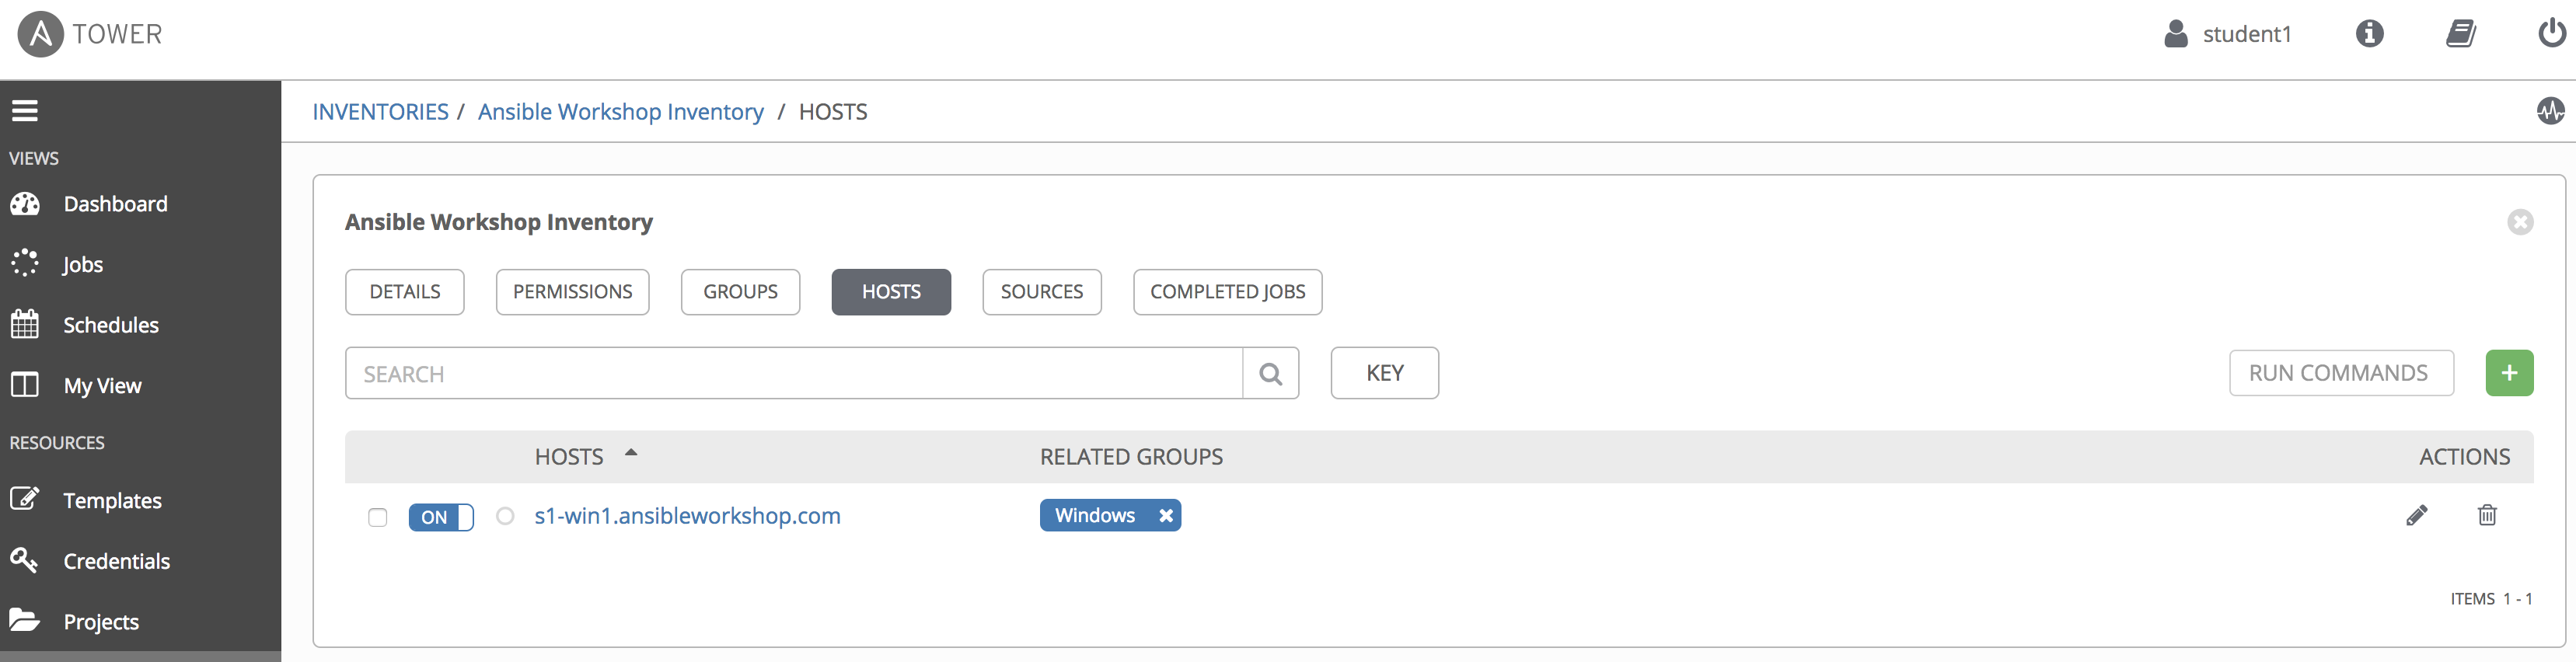 TOWER
student1
VIEWS
Dashboard
Jobs
Schedules
My View
RESOURCES
Templates
Credentials
Projects
INVENTORIES / Ansible Workshop Inventory / HOSTS
Ansible Workshop Inventory
DETAILS PERMISSIONS GROUPS HOSTS SOURCES COMPLETED JOBS
SEARCH KEY RUN COMMANDS +
HOSTS RELATED GROUPS ACTIONS
ON s1-win1.ansibleworkshop.com Windows
ITEMS 1 - 1